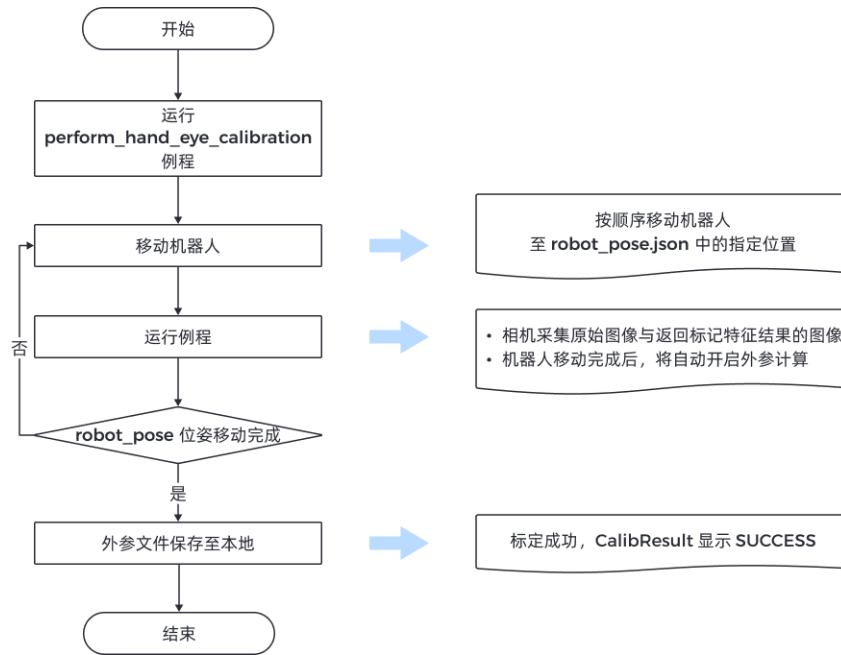 开始
运行
perform_hand_eye_calibration
例程
移动机器人
按顺序移动机器人
至 robot_pose.json 中的指定位置
运行例程
• 相机采集原始图像与返回标记特征结果的图像
• 机器人移动完成后，将自动开启外参计算
否
robot_pose 位姿移动完成
是
外参文件保存至本地
标定成功，CalibResult 显示 SUCCESS
结束